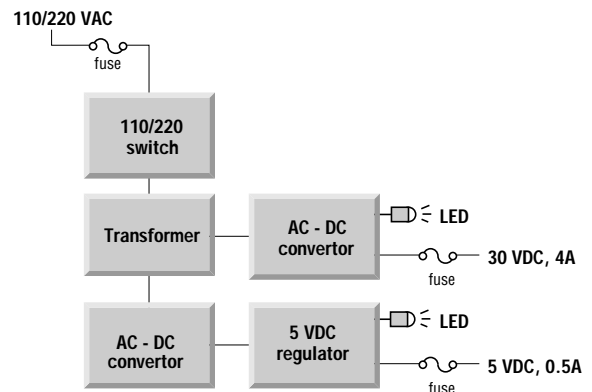 110/220 VAC
fuse
110/220
switch
Transformer
AC - DC
convertor
LED
30 VDC, 4A
fuse
AC - DC
convertor
5 VDC
regulator
LED
5 VDC, 0.5A
fuse